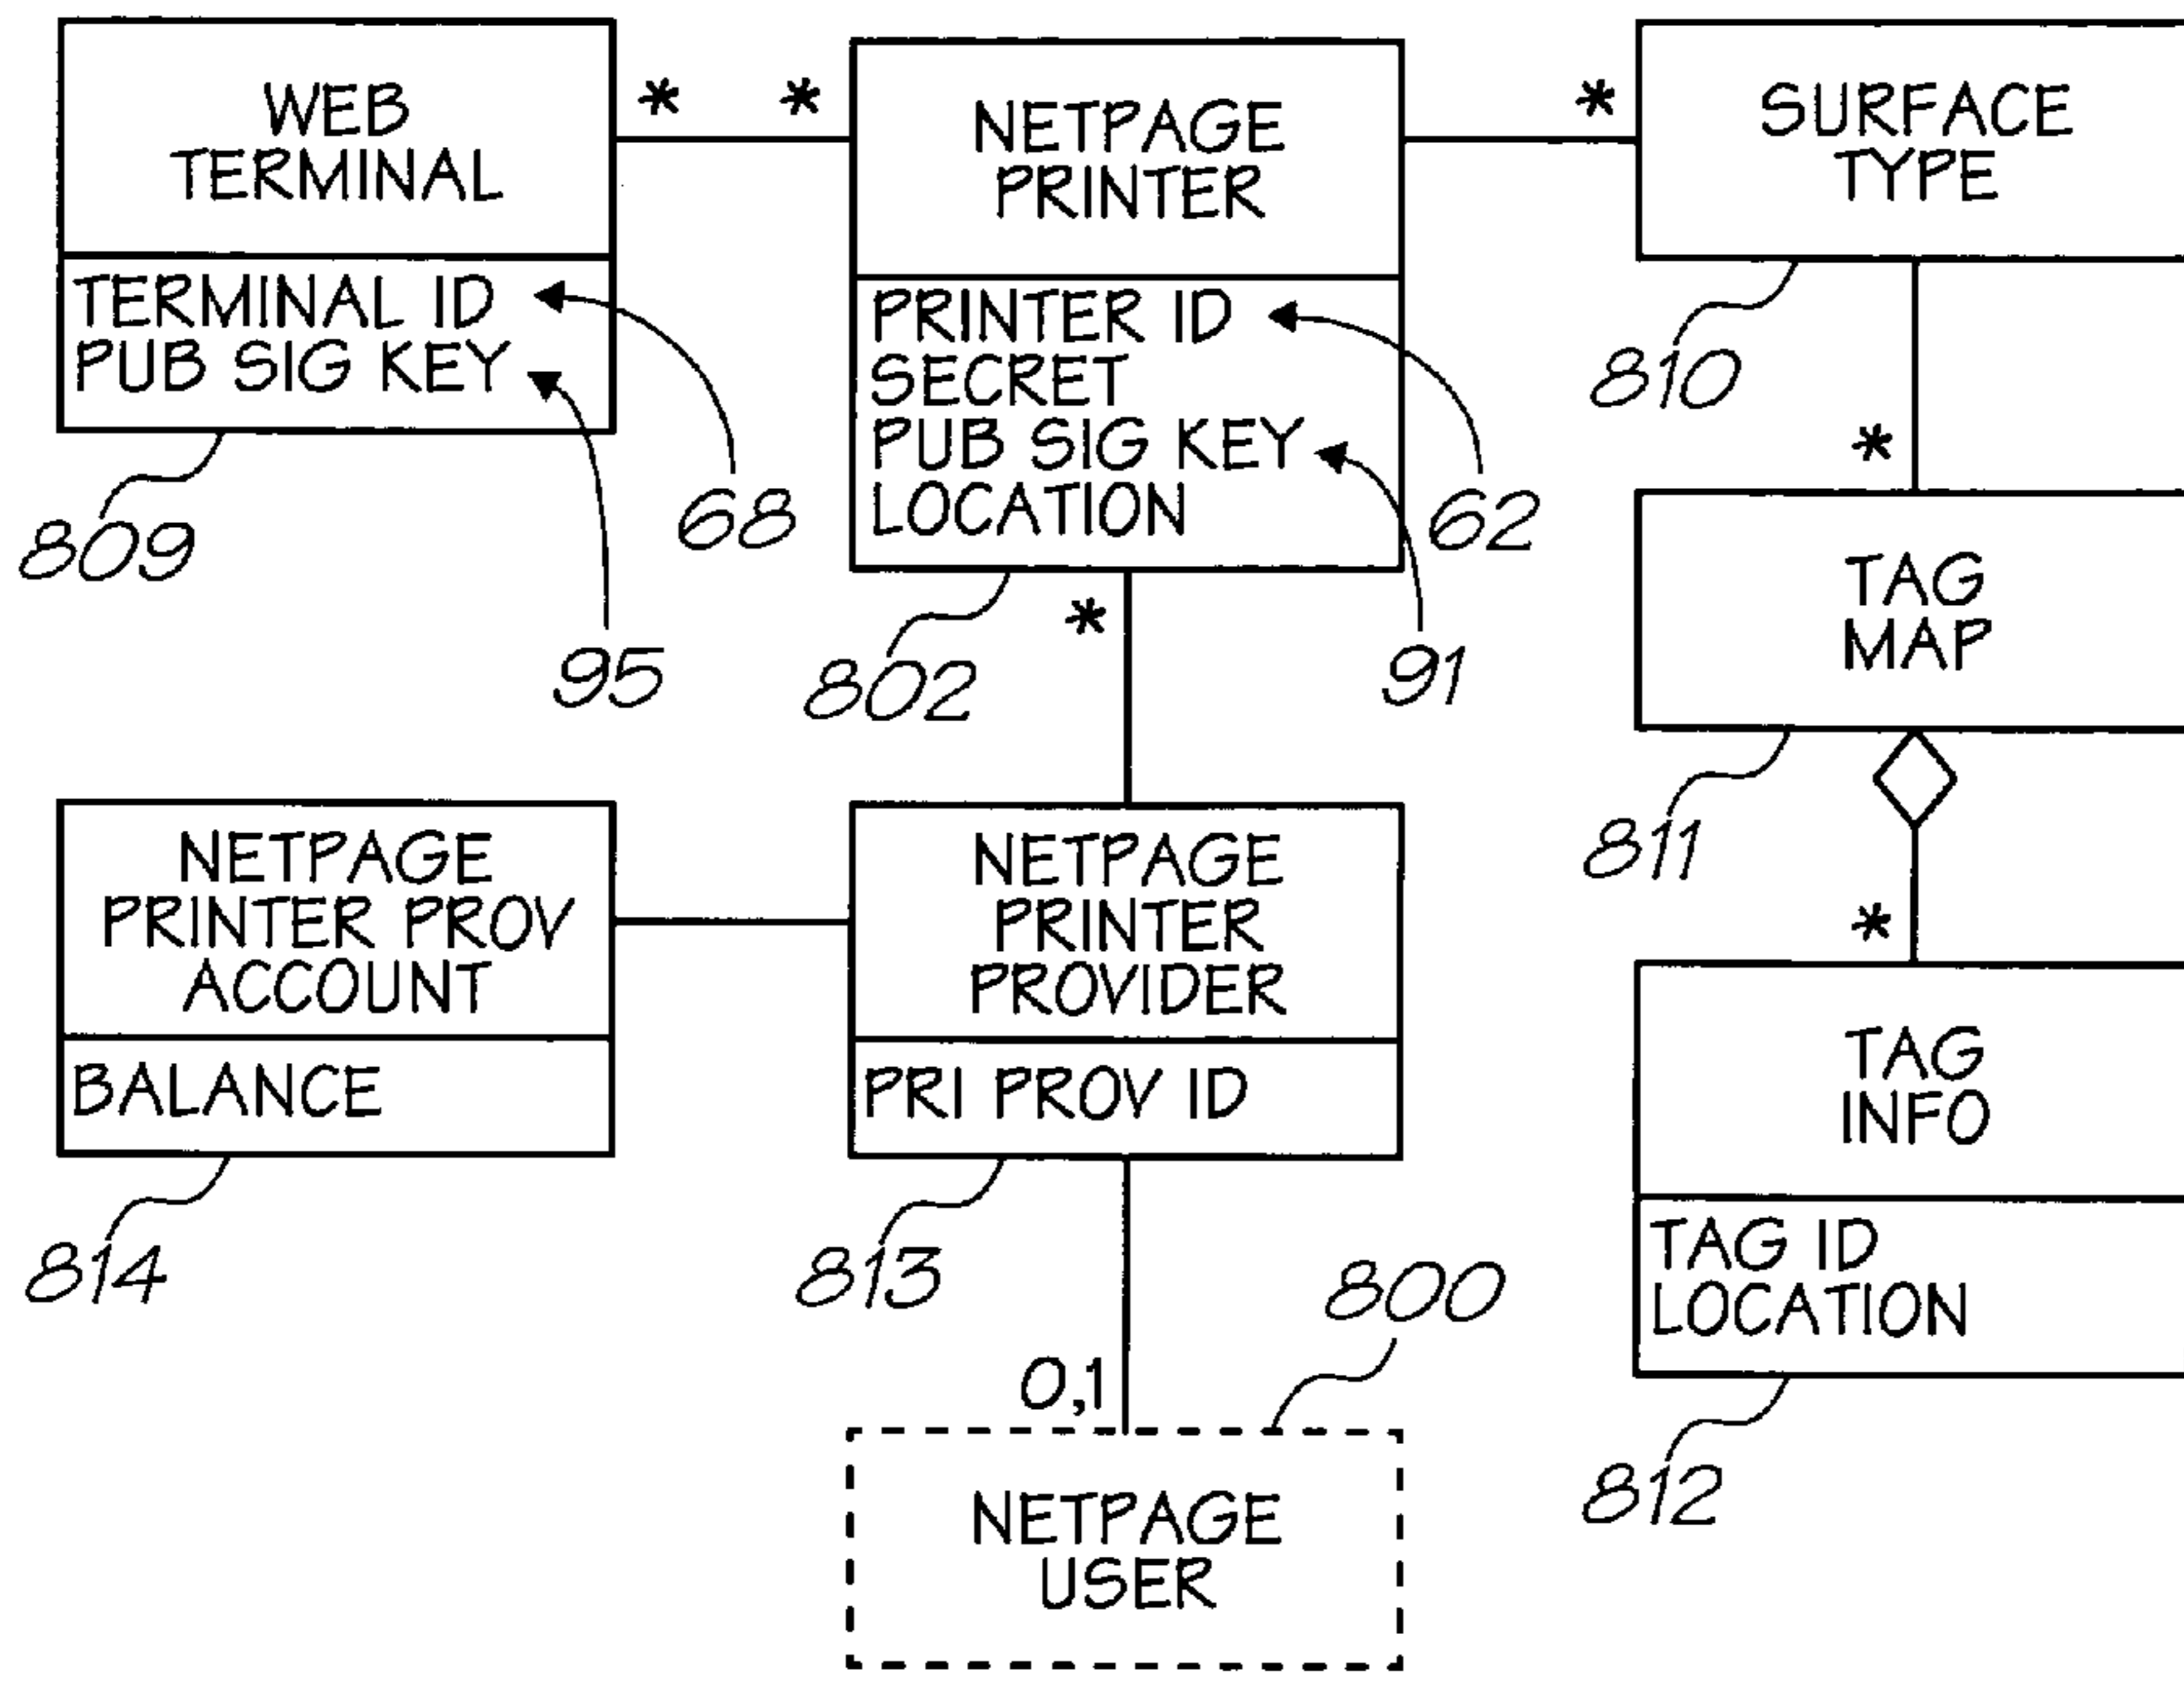 WEB
TERMINAL
TERMINAL ID
PUB SIG KEY
809
68
95
*
*
NETPAGE
PRINTER
PRINTER ID
SECRET
PUB SIG KEY
LOCATION
802
62
91
*
*
SURFACE
TYPE
810
*
TAG
MAP
811
*
TAG
INFO
TAG ID
LOCATION
812
NETPAGE
PRINTER PROV
ACCOUNT
BALANCE
814
NETPAGE
PRINTER
PROVIDER
PRI PROV ID
813
800
0,1
NETPAGE
USER